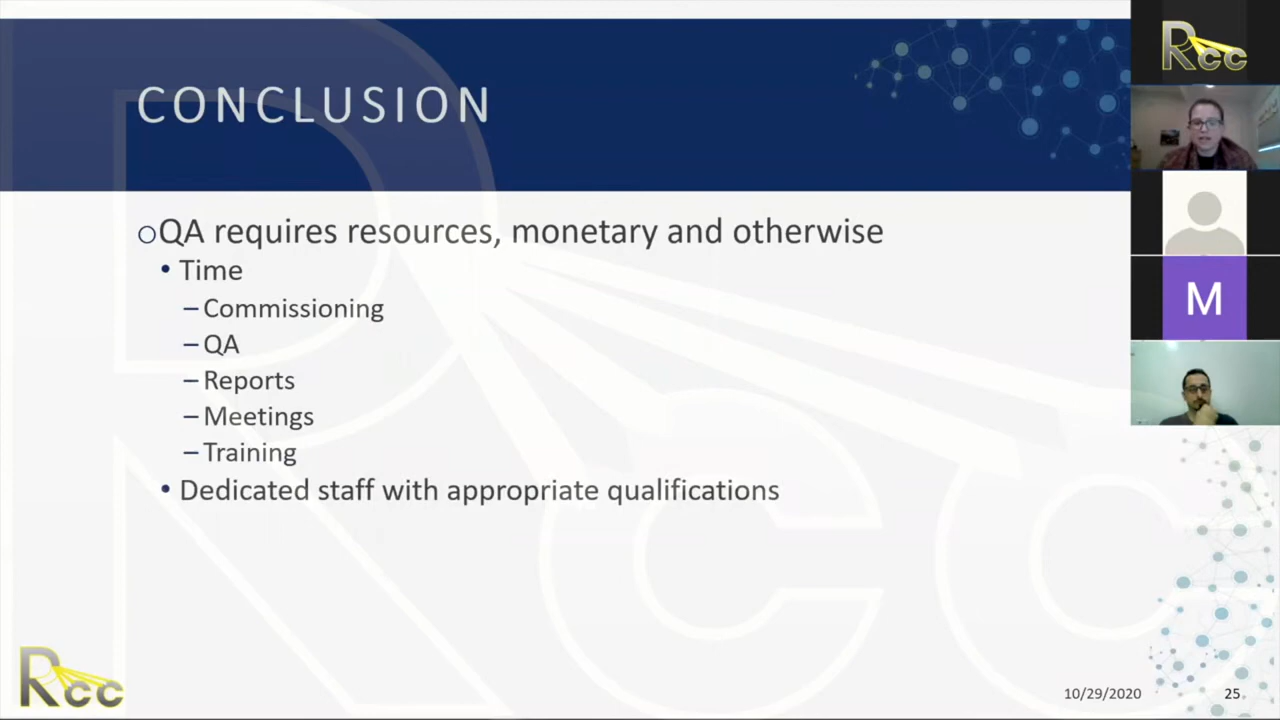 CONCLUSION
oQA requires resources, monetary and otherwise
• Time
– Commissioning
– QA
– Reports
– Meetings
– Training
• Dedicated staff with appropriate qualifications
Rcc
M
Rcc
10/29/2020
25